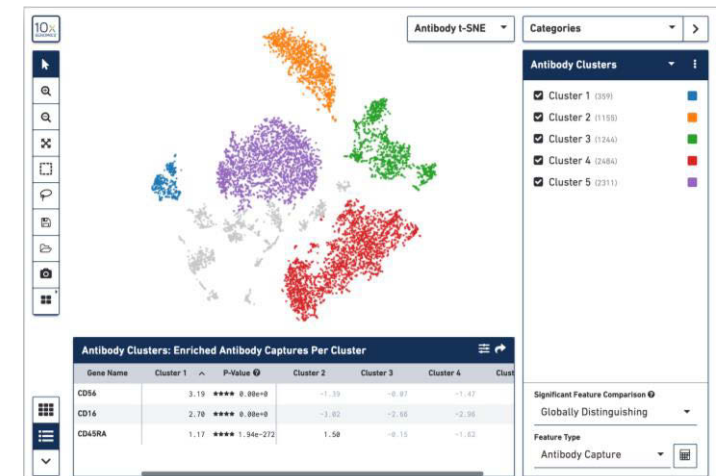 10x
GENOMICS
Antibody t-SNE
Categories
Antibody Clusters
Cluster 1 (359)
Cluster 2 (1155)
Cluster 3 (1244)
Cluster 4 (2484)
Cluster 5 (2311)
Antibody Clusters: Enriched Antibody Captures Per Cluster
Gene Name Cluster 1 P-Value Cluster 2 Cluster 3 Cluster 4 Clust
CD56 3.19 **** 0.00e+0 -1.39 -0.07 -1.47
CD16 2.70 **** 0.00e+0 -3.02 -2.98
CD45RA 1.17 **** 1.94e-272 1.50 -0.15 -1.62
Significant Feature Comparison
Globally Distinguishing
Feature Type
Antibody Capture